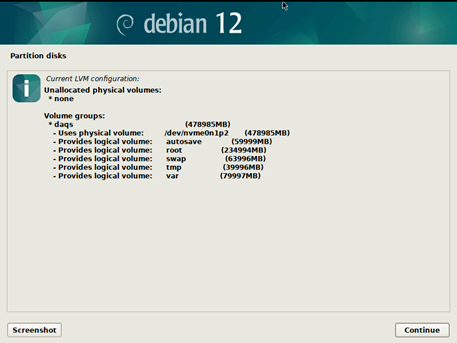 debian 12
Partition disks
Current LVM configuration:
Unallocated physical volumes:
* none
Volume groups:
* daqs (478985MB)
- Uses physical volume: /dev/nvme0n1p2 (478985MB)
- Provides logical volume: autosave (59999MB)
- Provides logical volume: root (234994MB)
- Provides logical volume: swap (63996MB)
- Provides logical volume: tmp (39996MB)
- Provides logical volume: var (79997MB)
Screenshot
Continue